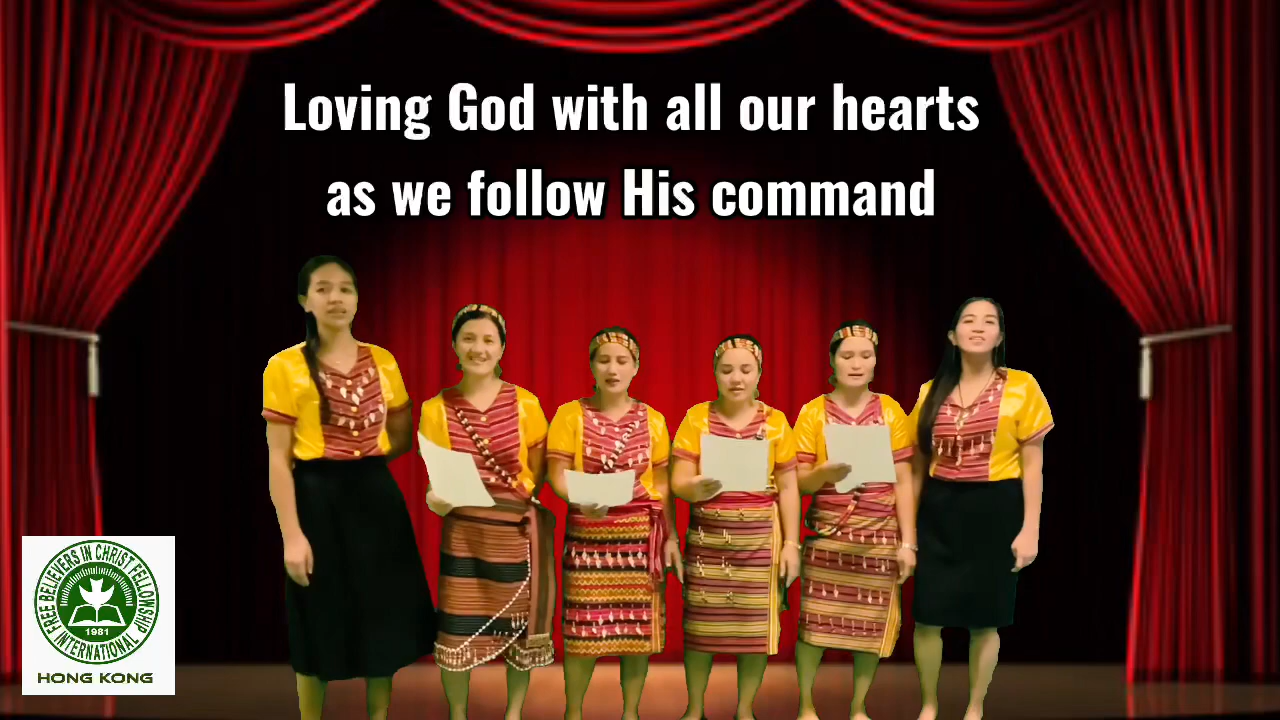 Loving God with all our hearts
as we follow His command
FREE BELIEVERS IN CHRIST FELLOWSHIP
INTERNATIONAL
1981
HONG KONG